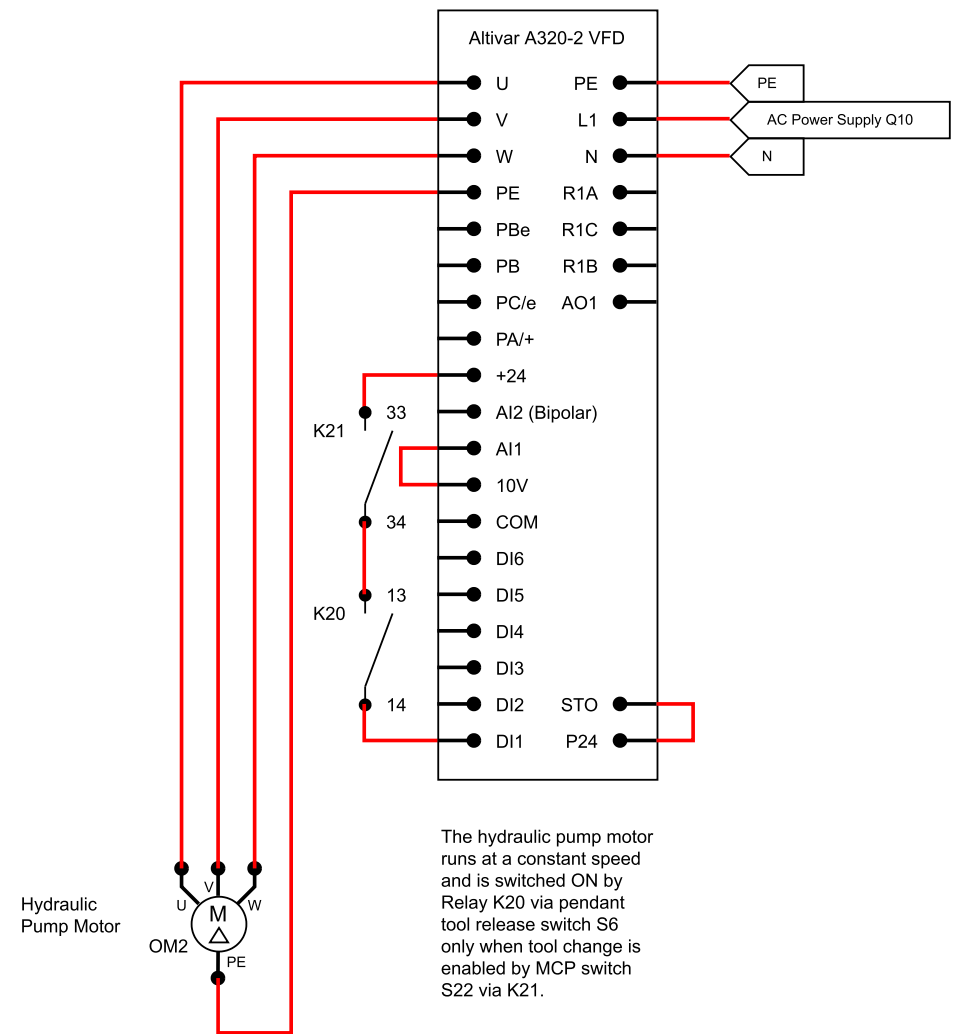 Altivar A320-2 VFD
U PE PE
V L1 AC Power Supply Q10
W N N
PE R1A
PBe R1C
PB R1B
PC/e AO1
PA/+
+24
33 AI2 (Bipolar)
K21
AI1
10V
34 COM
DI6
13 DI5
K20
DI4
DI3
14 DI2 STO
DI1 P24
The hydraulic pump motor
runs at a constant speed
and is switched ON by
Relay K20 via pendant
tool release switch S6
only when tool change is
enabled by MCP switch
S22 via K21.
Hydraulic
Pump Motor
U V W
M
OM2
PE